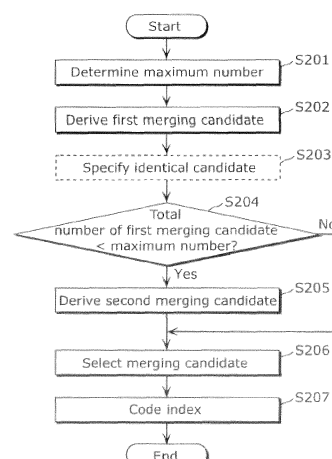 Start
S201
Determine maximum number
S202
Derive first merging candidate
S203
Specify identical candidate
S204
Total
number of first merging candidate
< maximum number?
No
Yes
S205
Derive second merging candidate
S206
Select merging candidate
S207
Code index
End